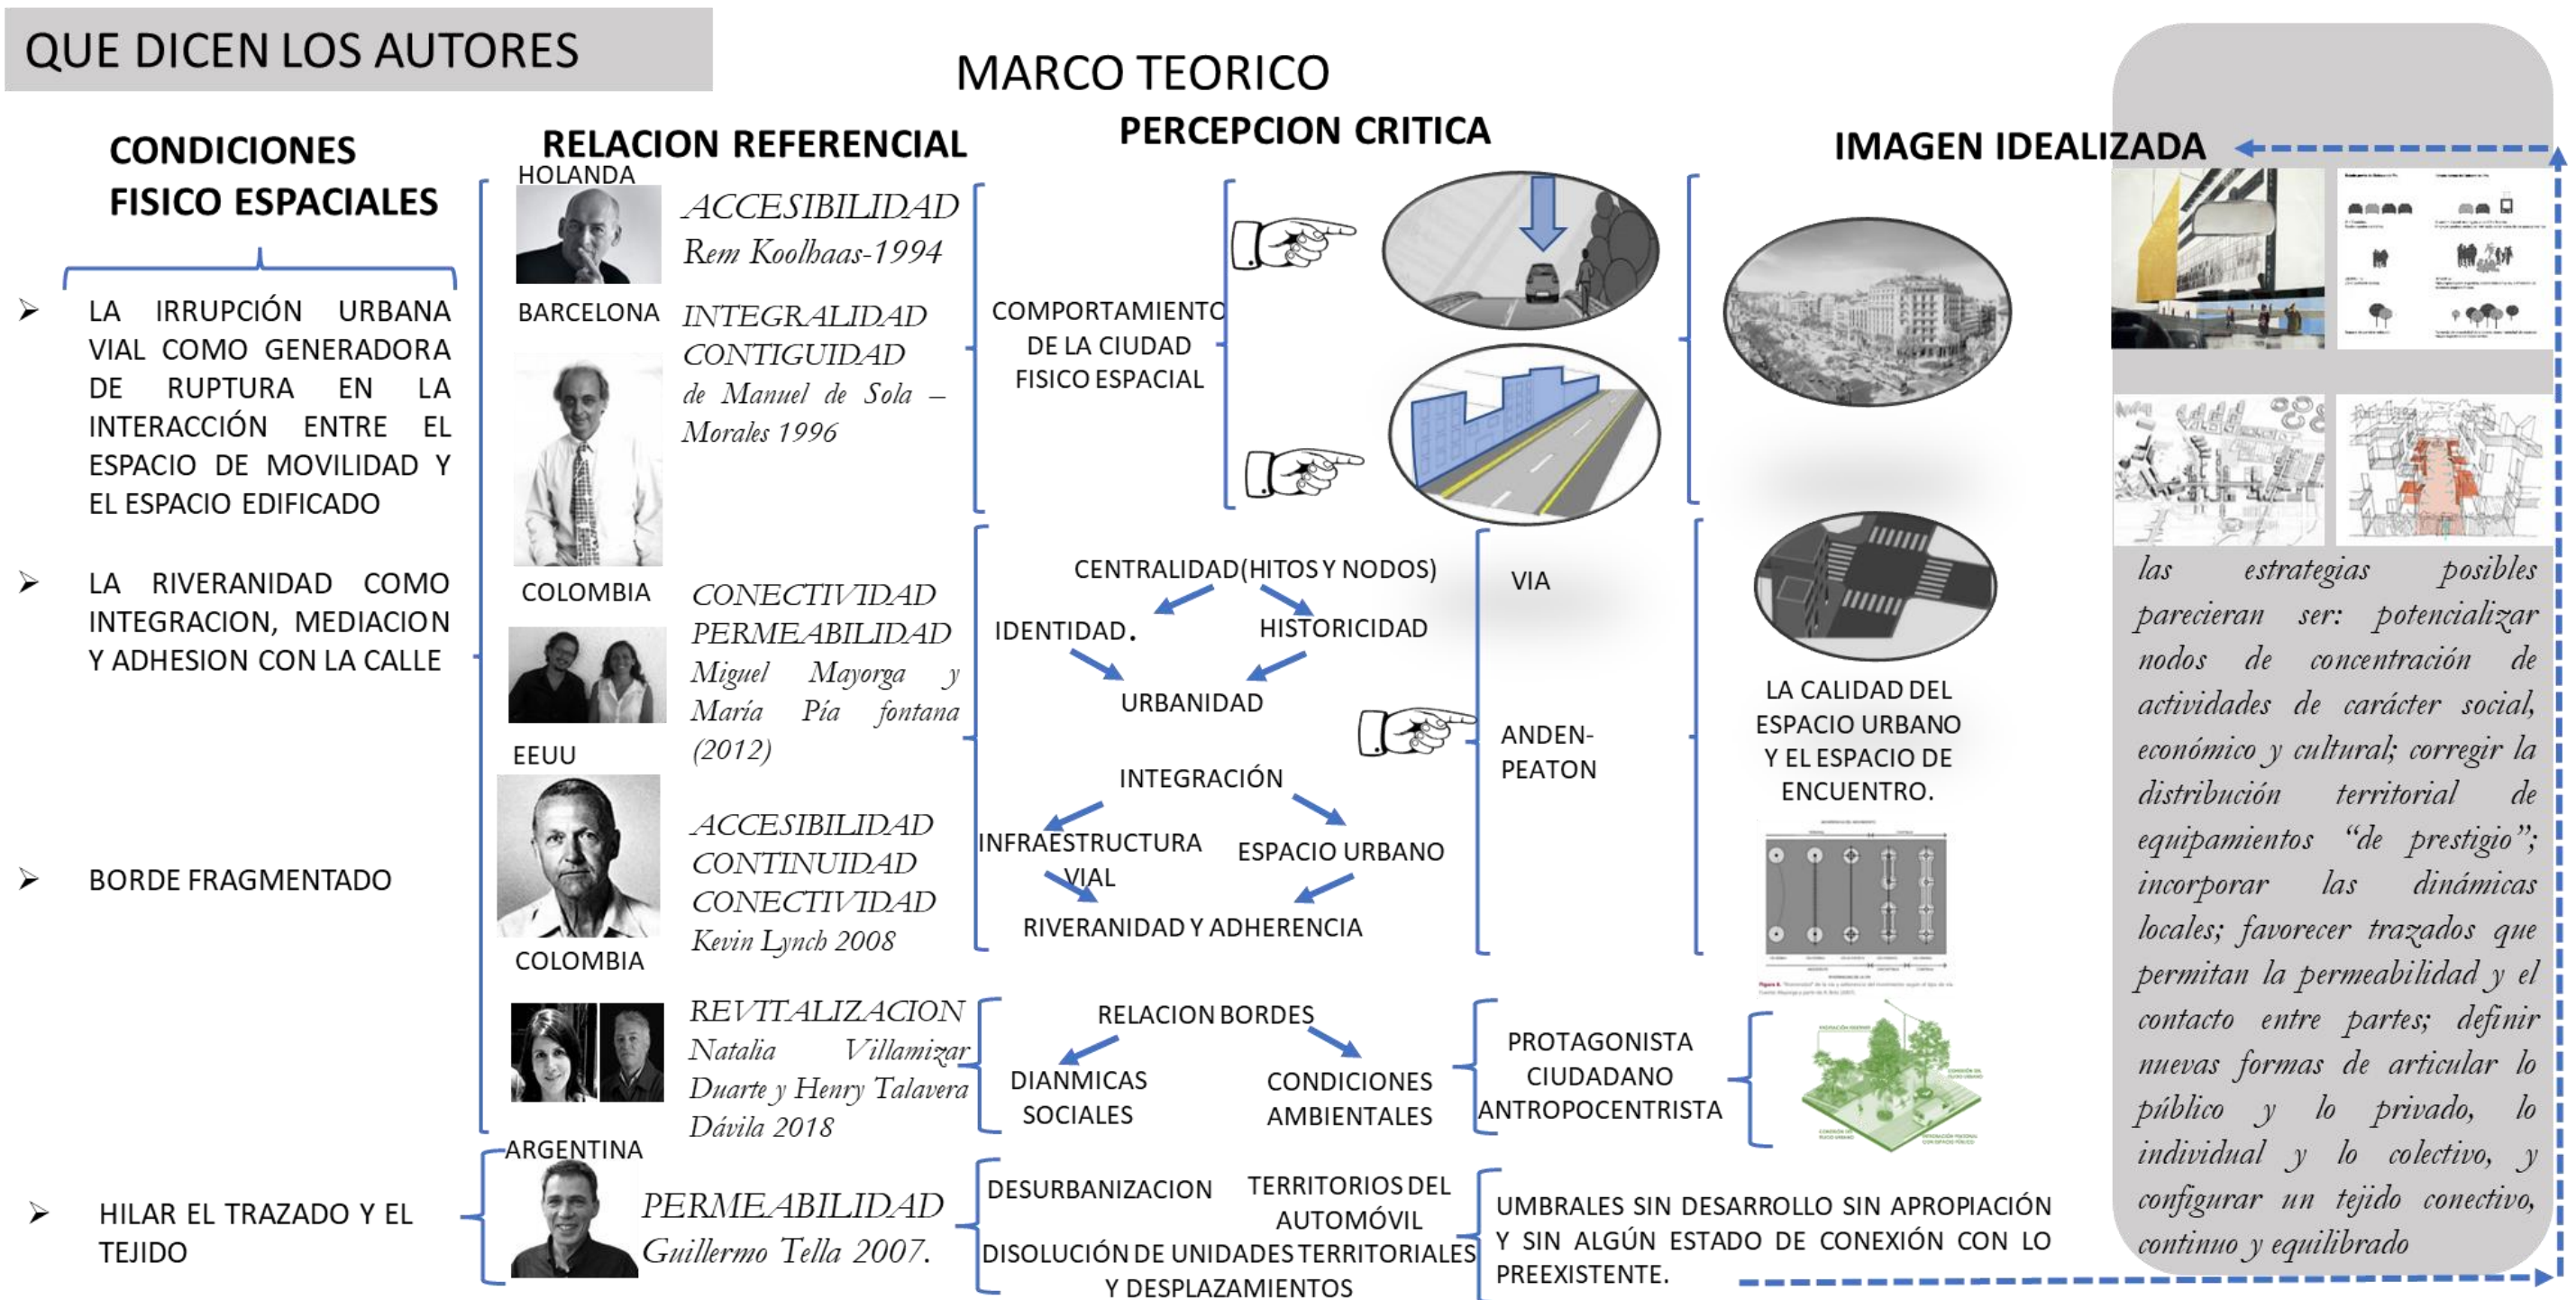 QUE DICEN LOS AUTORES
MARCO TEORICO
CONDICIONES
FISICO ESPACIALES
RELACION REFERENCIAL
PERCEPCION CRITICA
IMAGEN IDEALIZADA
LA IRRUPCIÓN URBANA
VIAL COMO GENERADORA
DE RUPTURA EN LA
INTERACCIÓN ENTRE EL
ESPACIO DE MOVILIDAD Y
EL ESPACIO EDIFICADO
LA RIVERANIDAD COMO
INTEGRACION, MEDIACION
Y ADHESION CON LA CALLE
BORDE FRAGMENTADO
HILAR EL TRAZADO Y EL
TEJIDO
HOLANDA
ACCESIBILIDAD
Rem Koolhaas-1994
BARCELONA
INTEGRALIDAD
CONTIGUIDAD
de Manuel de Sola –
Morales 1996
COLOMBIA
CONECTIVIDAD
PERMEABILIDAD
Miguel Mayorga y
María Pía fontana
(2012)
EEUU
ACCESIBILIDAD
CONTINUIDAD
CONECTIVIDAD
Kevin Lynch 2008
COLOMBIA
REVITALIZACION
Natalia Villamizar
Duarte y Henry Talavera
Dávila 2018
ARGENTINA
PERMEABILIDAD
Guillermo Tella 2007.
COMPORTAMIENTO
DE LA CIUDAD
FISICO ESPACIAL
CENTRALIDAD(HITOS Y NODOS)
IDENTIDAD.
HISTORICIDAD
URBANIDAD
INTEGRACIÓN
INFRAESTRUCTURA
VIAL
ESPACIO URBANO
RIVERANIDAD Y ADHERENCIA
RELACION BORDES
DIANMICAS
SOCIALES
CONDICIONES
AMBIENTALES
DESURBANIZACION
TERRITORIOS DEL
AUTOMÓVIL
DISOLUCIÓN DE UNIDADES TERRITORIALES
Y DESPLAZAMIENTOS
VIA
ANDEN-
PEATON
PROTAGONISTA
CIUDADANO
ANTROPOCENTRISTA
UMBRALES SIN DESARROLLO SIN APROPIACIÓN
Y SIN ALGÚN ESTADO DE CONEXIÓN CON LO
PREEXISTENTE.
LA CALIDAD DEL
ESPACIO URBANO
Y EL ESPACIO DE
ENCUENTRO.
las estrategias posibles
parecieran ser: potencializar
nodos de concentración de
actividades de carácter social,
económico y cultural; corregir la
distribución territorial de
equipamientos “de prestigio”;
incorporar las dinámicas
locales; favorecer trazados que
permitan la permeabilidad y el
contacto entre partes; definir
nuevas formas de articular lo
público y lo privado, lo
individual y lo colectivo, y
configurar un tejido conectivo,
continuo y equilibrado